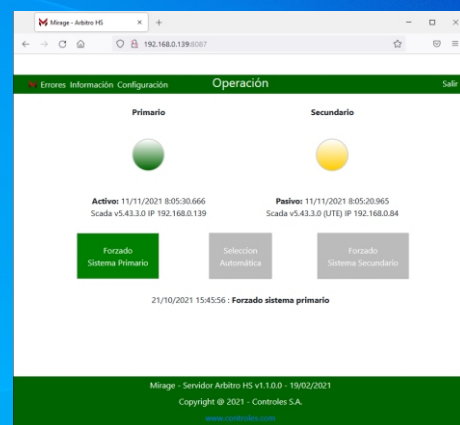 Mirage - Arbitro HS
192.168.0.139:8087
Errores Información Configuración
Operación
Salir
Primario
Secundario
Activo: 11/11/2021 8:05:30.666
Scada v5.43.3.0 IP 192.168.0.139
Pasivo: 11/11/2021 8:05:20.965
Scada v5.43.3.0 (UTE) IP 192.168.0.84
Forzado
Sistema Primario
Seleccion
Automática
Forzado
Sistema Secundario
21/10/2021 15:45:56 : Forzado sistema primario
Mirage - Servidor Arbitro HS v1.1.0.0 - 19/02/2021
Copyright @ 2021 - Controles S.A.
www.controles.com